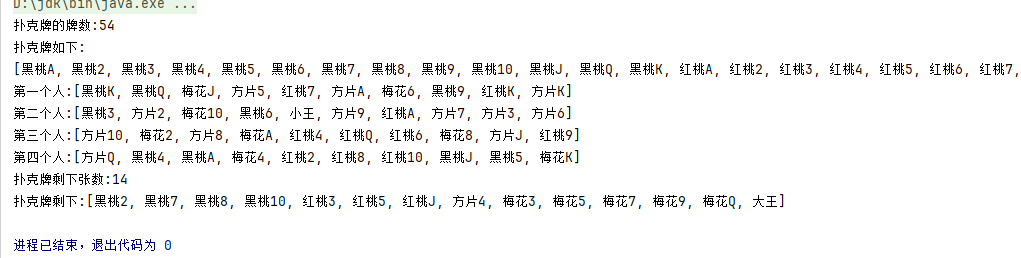 D:\jdk\bin\java.exe ...
扑克牌的牌数:54
扑克牌如下:
[黑桃A, 黑桃2, 黑桃3, 黑桃4, 黑桃5, 黑桃6, 黑桃7, 黑桃8, 黑桃9, 黑桃10, 黑桃J, 黑桃Q, 黑桃K, 红桃A, 红桃2, 红桃3, 红桃4, 红桃5, 红桃6, 红桃7,
第一个人:[黑桃K, 黑桃Q, 梅花J, 方片5, 红桃7, 方片A, 梅花6, 黑桃9, 红桃K, 方片K]
第二个人:[黑桃3, 方片2, 梅花10, 黑桃6, 小王, 方片9, 红桃A, 方片7, 方片3, 方片6]
第三个人:[方片10, 梅花2, 方片8, 梅花A, 红桃4, 红桃Q, 红桃6, 梅花8, 方片J, 红桃9]
第四个人:[方片Q, 黑桃4, 黑桃A, 梅花4, 红桃2, 红桃8, 红桃10, 黑桃J, 黑桃5, 梅花K]
扑克牌剩下张数:14
扑克牌剩下:[黑桃2, 黑桃7, 黑桃8, 黑桃10, 红桃3, 红桃5, 红桃J, 方片4, 梅花3, 梅花5, 梅花7, 梅花9, 梅花Q, 大王]
进程已结束，退出代码为 0